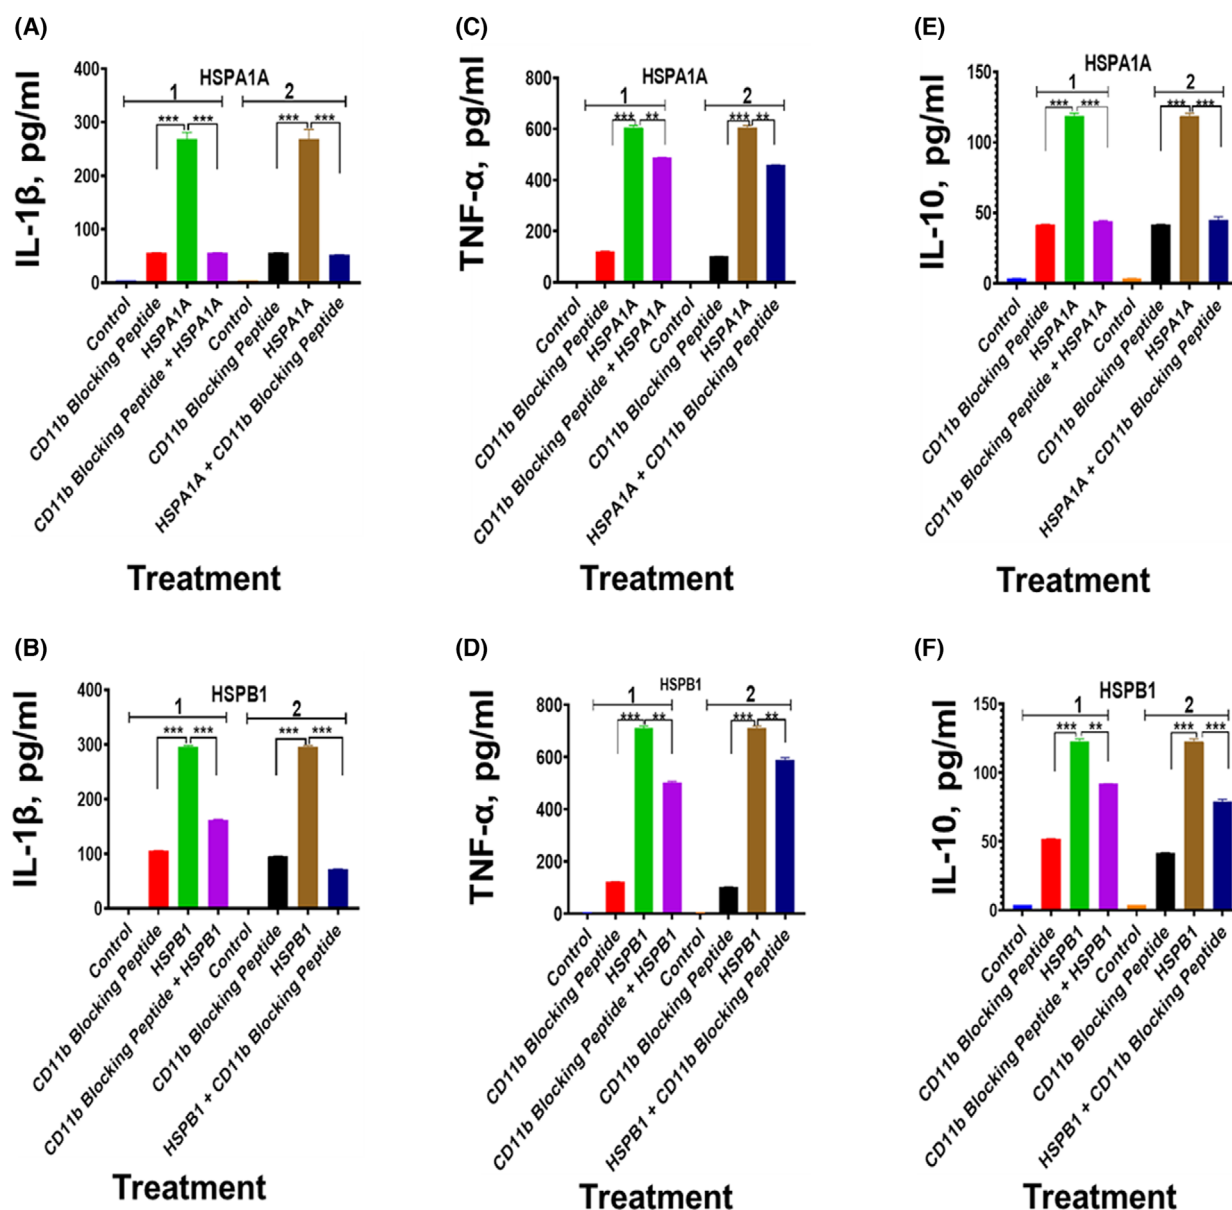 (A)
HSPA1A
1
2
***
***
***
***
IL-1β, pg/ml
400
300
200
100
0
Control
CD11b Blocking Peptide
HSPA1A
CD11b Blocking Peptide + HSPA1A
Control
CD11b Blocking Peptide
HSPA1A
HSPA1A + CD11b Blocking Peptide
Treatment
(C)
HSPA1A
1
2
***
**
***
**
TNF-α, pg/ml
800
600
400
200
0
Control
CD11b Blocking Peptide
HSPA1A
CD11b Blocking Peptide + HSPA1A
Control
CD11b Blocking Peptide
HSPA1A
HSPA1A + CD11b Blocking Peptide
Treatment
(E)
HSPA1A
1
2
***
***
***
***
IL-10, pg/ml
150
100
50
0
Control
CD11b Blocking Peptide
HSPA1A
CD11b Blocking Peptide + HSPA1A
Control
CD11b Blocking Peptide
HSPA1A
HSPA1A + CD11b Blocking Peptide
Treatment
(B)
HSPB1
1
2
***
***
***
***
IL-1β, pg/ml
400
300
200
100
0
Control
CD11b Blocking Peptide
HSPB1
CD11b Blocking Peptide + HSPB1
Control
CD11b Blocking Peptide
HSPB1
HSPB1 + CD11b Blocking Peptide
Treatment
(D)
HSPB1
1
2
***
**
***
**
TNF-α, pg/ml
800
600
400
200
0
Control
CD11b Blocking Peptide
HSPB1
CD11b Blocking Peptide + HSPB1
Control
CD11b Blocking Peptide
HSPB1
HSPB1 + CD11b Blocking Peptide
Treatment
(F)
HSPB1
1
2
***
**
***
***
IL-10, pg/ml
150
100
50
0
Control
CD11b Blocking Peptide
HSPB1
CD11b Blocking Peptide + HSPB1
Control
CD11b Blocking Peptide
HSPB1
HSPB1 + CD11b Blocking Peptide
Treatment